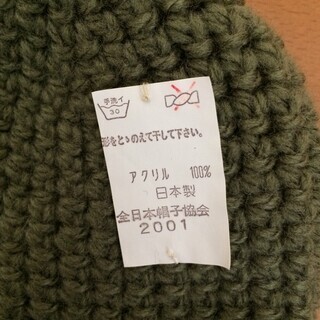 手洗イ
30
形をとゝのえて干して下さい。
アクリル 100%
日本製
全日本帽子協会
2001